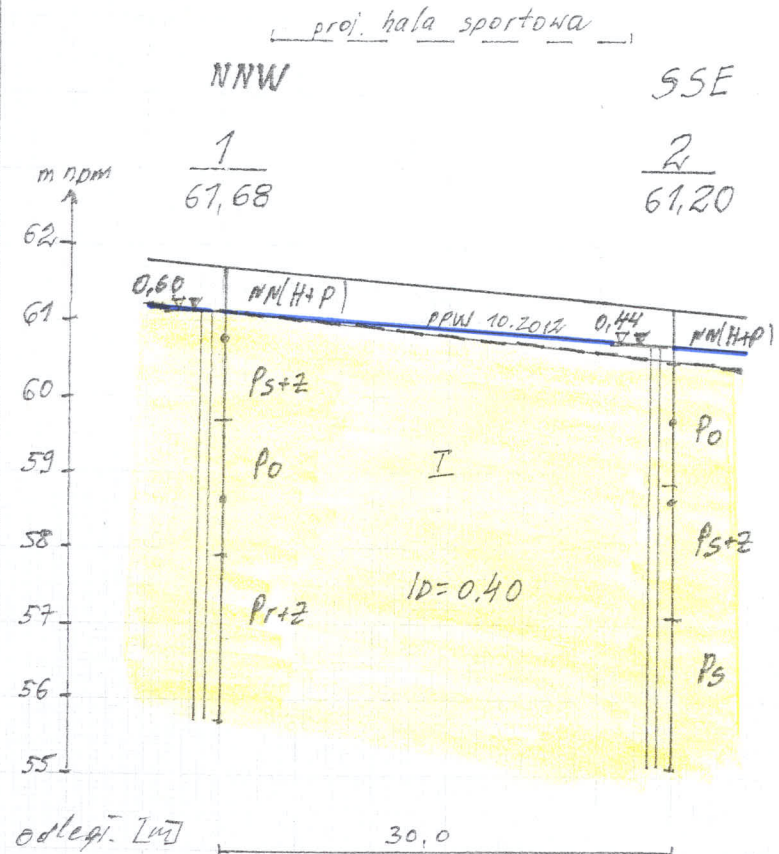 proj. hala sportowa
NNW SSE
1 2
m npm 61,68 61,20
62
0,60 NN(H+P)
61 PPW 10.2012 0,44 NN(H+P)
60 Ps+Ż Po
59 Po I
58 Ps+Ż
ID=0.40
57 Pr+Ż
56 Ps
55
odległ. [m] 30,0